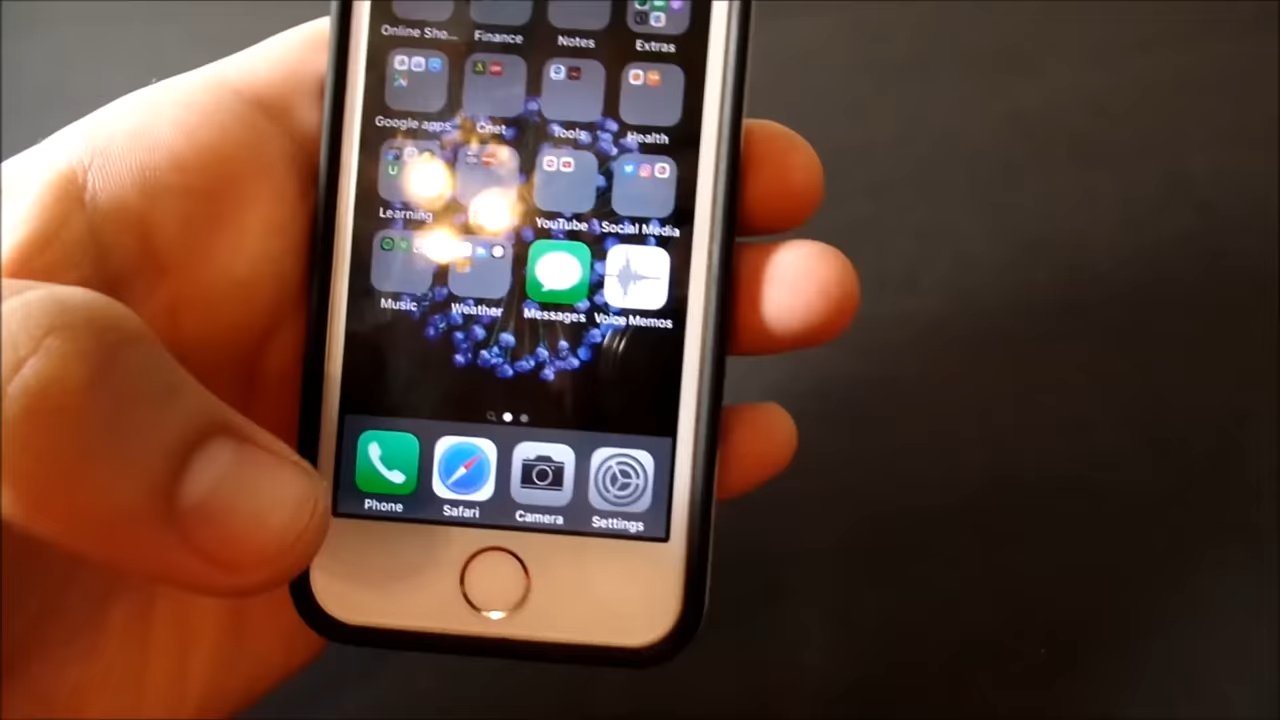 Online Sho...
Finance
Notes
Extras
Google apps
Cnet
Tools
Health
Learning
YouTube
Social Media
Music
Weather
Messages
Voice Memos
Phone
Safari
Camera
Settings